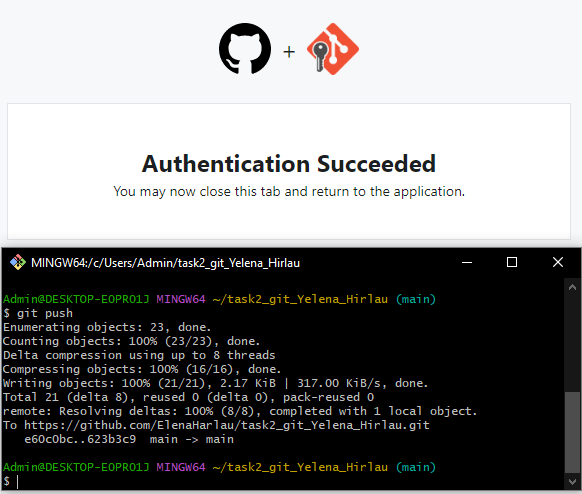 +
Authentication Succeeded
You may now close this tab and return to the application.
MINGW64:/c/Users/Admin/task2_git_Yelena_Hirlau
Admin@DESKTOP-EOPRO1J MINGW64 ~/task2_git_Yelena_Hirlau (main)
$ git push
Enumerating objects: 23, done.
Counting objects: 100% (23/23), done.
Delta compression using up to 8 threads
Compressing objects: 100% (16/16), done.
Writing objects: 100% (21/21), 2.17 KiB | 317.00 KiB/s, done.
Total 21 (delta 8), reused 0 (delta 0), pack-reused 0
remote: Resolving deltas: 100% (8/8), completed with 1 local object.
To https://github.com/ElenaHarlau/task2_git_Yelena_Hirlau.git
   e60c0bc..623b3c9  main -> main
Admin@DESKTOP-EOPRO1J MINGW64 ~/task2_git_Yelena_Hirlau (main)
$